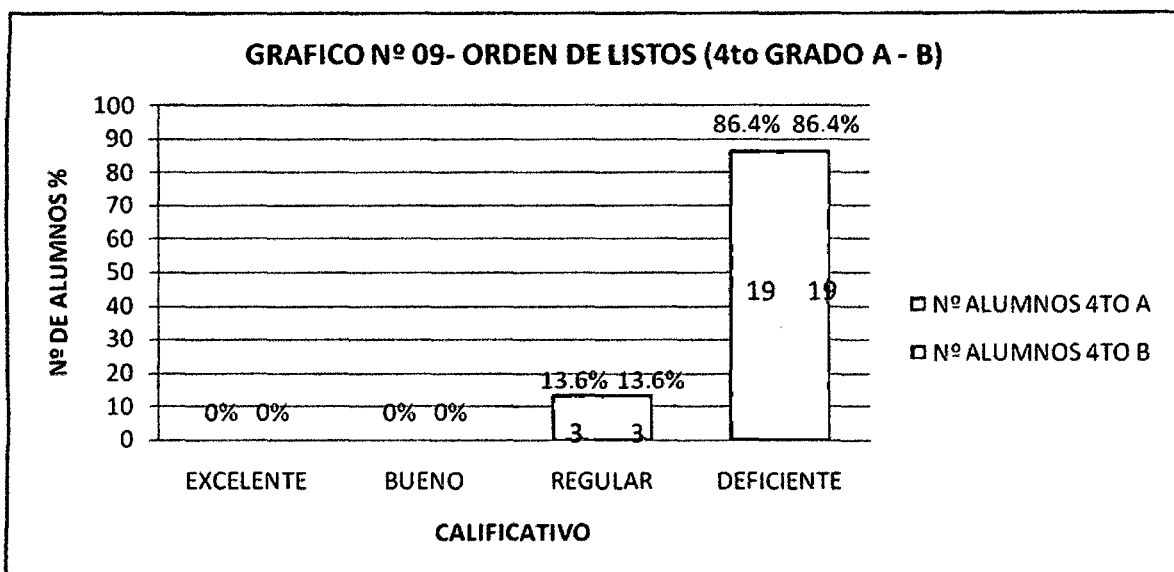 GRAFICO Nº 09- ORDEN DE LISTOS (4to GRADO A - B)
Nº DE ALUMNOS %
100
90
80
70
60
50
40
30
20
10
0
0% 0%
0% 0%
13.6% 13.6%
3 3
86.4% 86.4%
19 19
EXCELENTE BUENO REGULAR DEFICIENTE
CALIFICATIVO
Nº ALUMNOS 4TO A
Nº ALUMNOS 4TO B